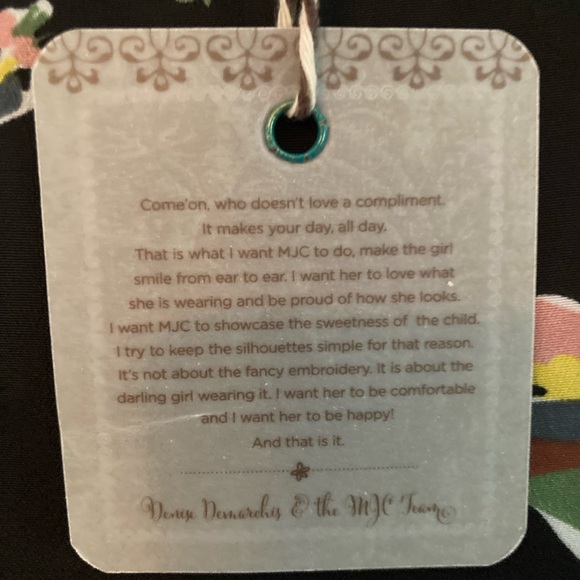 Come'on, who doesn't love a compliment.
It makes your day, all day.
That is what I want MJC to do, make the girl
smile from ear to ear. I want her to love what
she is wearing and be proud of how she looks.
I want MJC to showcase the sweetness of the child.
I try to keep the silhouettes simple for that reason.
It's not about the fancy embroidery. It is about the
darling girl wearing it. I want her to be comfortable
and I want her to be happy!
And that is it.
Denise Demarchis & the MJC Team